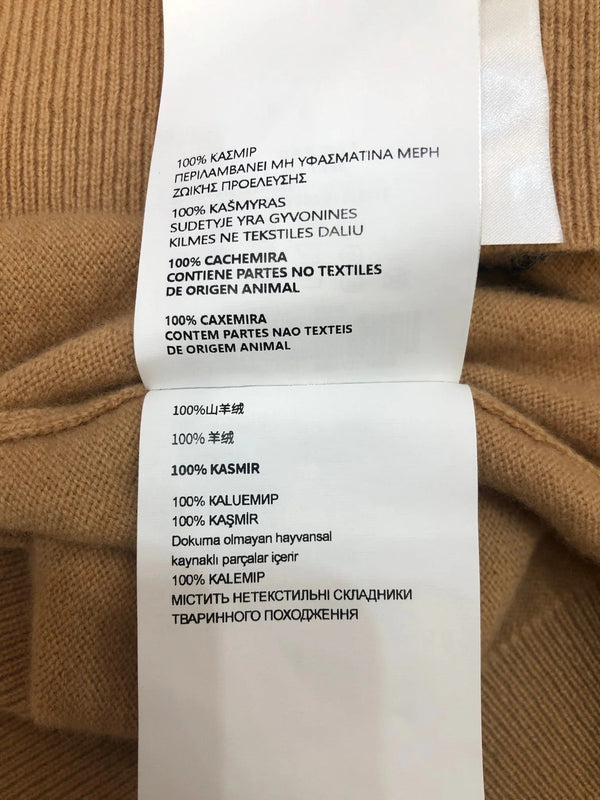 100% ΚΑΣΜΙΡ
ΠΕΡΙΛΑΜΒΑΝΕΙ ΜΗ ΥΦΑΣΜΑΤΙΝΑ ΜΕΡΗ
ΖΩΙΚΗΣ ΠΡΟΕΛΕΥΣΗΣ
100% KAŠMYRAS
SUDETYJE YRA GYVONINES
KILMES NE TEKSTILES DALIU
100% CACHEMIRA
CONTIENE PARTES NO TEXTILES
DE ORIGEN ANIMAL
100% CAXEMIRA
CONTEM PARTES NAO TEXTEIS
DE ORIGEM ANIMAL
100%山羊绒
100% 羊绒
100% KASMIR
100% KALUEМИР
100% KAŞMİR
Dokuma olmayan hayvansal
kaynaklı parçalar içerir
100% KALEMIP
МІСТИТЬ НЕТЕКСТИЛЬНІ СКЛАДНИКИ
ТВАРИННОГО ПОХОДЖЕННЯ